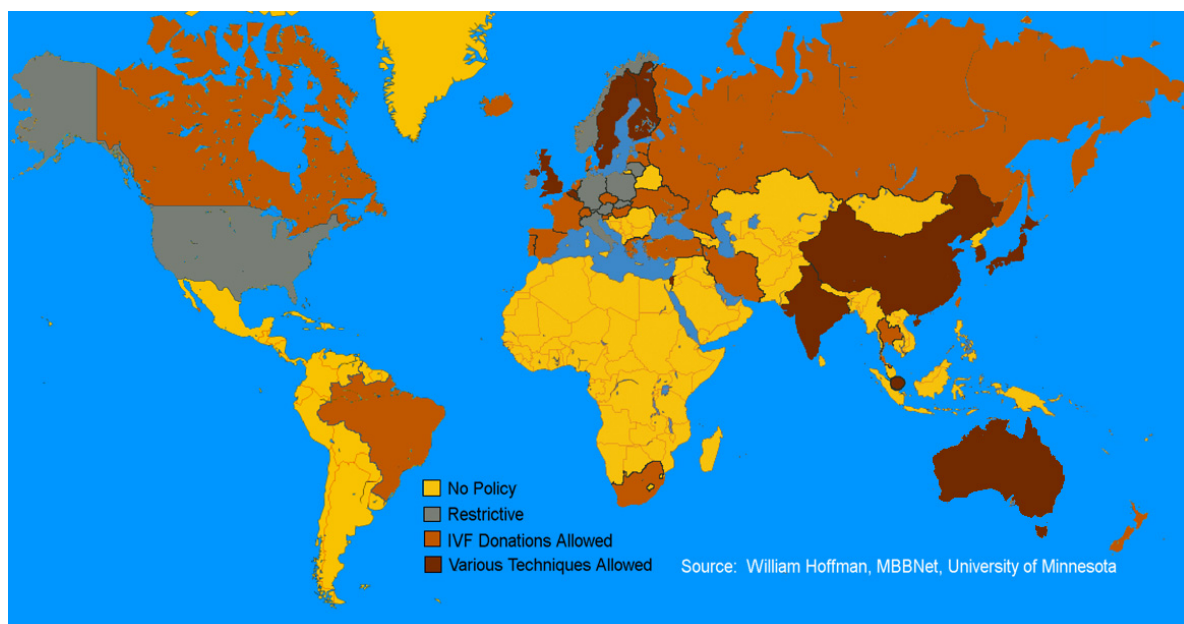 No Policy
Restrictive
IVF Donations Allowed
Various Techniques Allowed
Source: William Hoffman, MBBNet, University of Minnesota